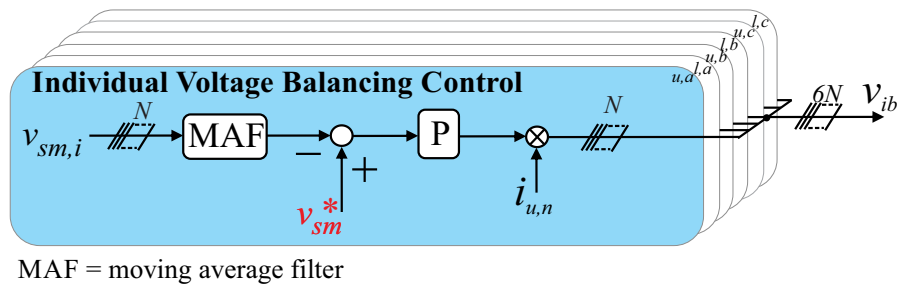 l,c
u,c
l,b
u,b
l,a
u,a
Individual Voltage Balancing Control
N
N
6N
v_ib
v_sm,i
MAF
P
−
+
v_sm*
i_u,n
MAF = moving average filter